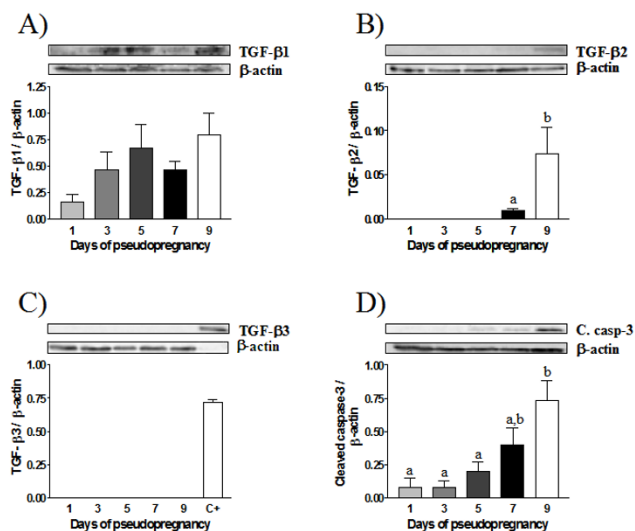 A)
TGF-β1
β-actin
TGF- β1 / β-actin
1.25
1.00
0.75
0.50
0.25
0.00
1 3 5 7 9
Days of pseudopregnancy
B)
TGF-β2
β-actin
TGF- β2 / β-actin
0.15
0.10
0.05
0.00
a
b
1 3 5 7 9
Days of pseudopregnancy
C)
TGF-β3
β-actin
TGF- β3 / β-actin
1.00
0.75
0.50
0.25
0.00
1 3 5 7 9 C+
Days of pseudopregnancy
D)
C. casp-3
β-actin
Cleaved caspase-3 /
β-actin
1.00
0.75
0.50
0.25
0.00
a a a a,b b
1 3 5 7 9
Days of pseudopregnancy